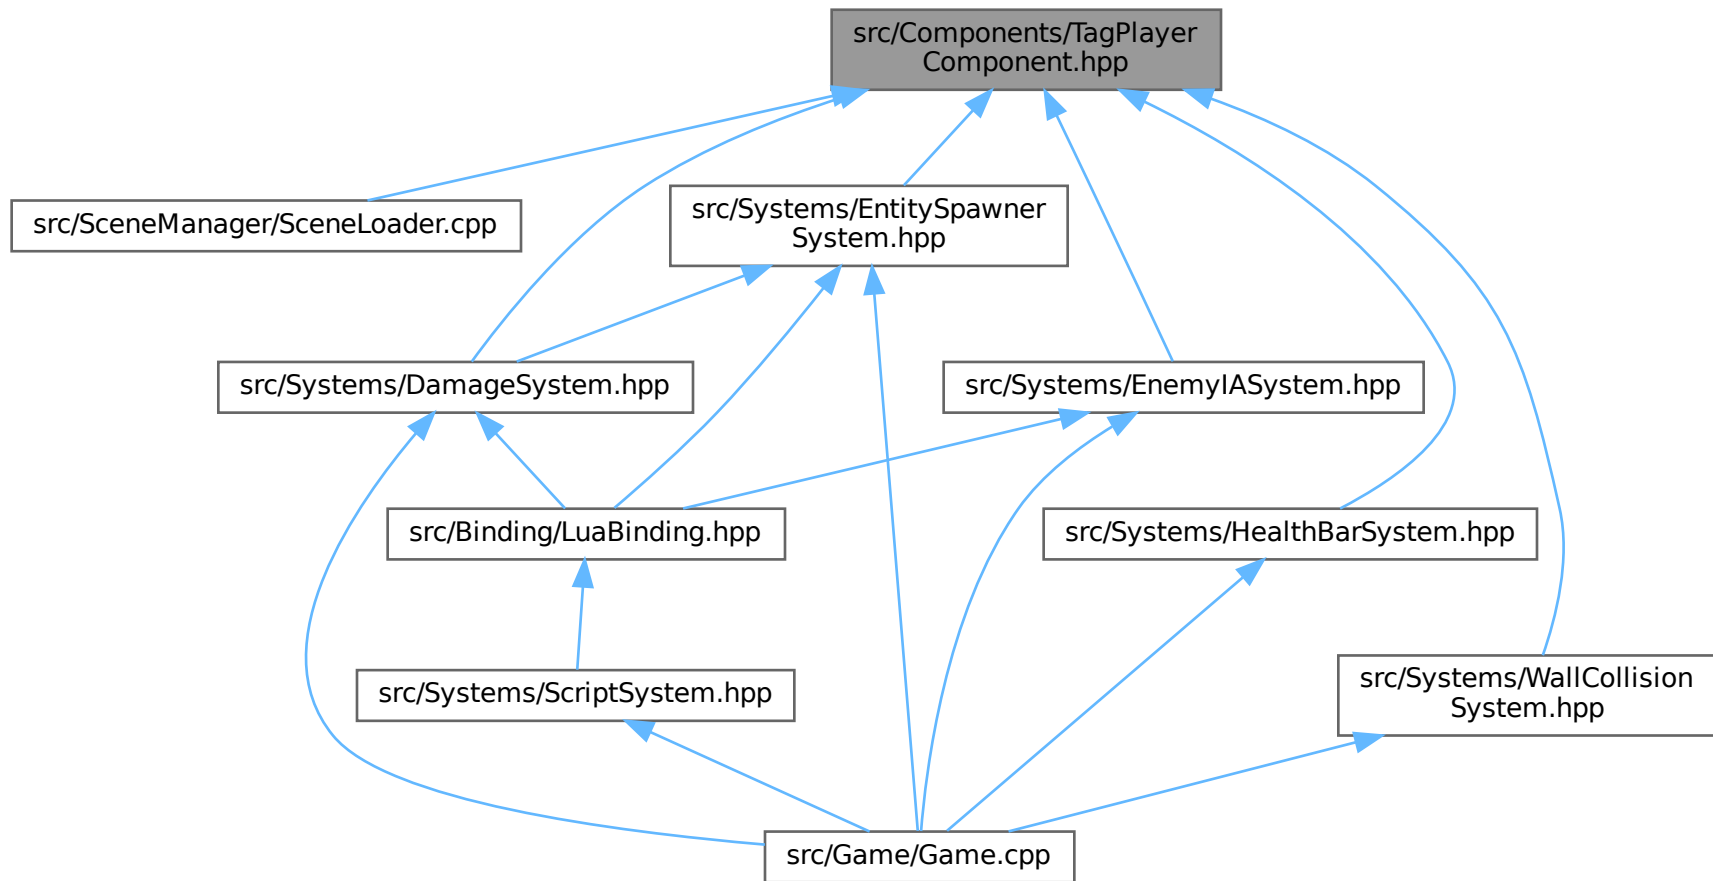 src/Components/TagPlayer
Component.hpp
src/SceneManager/SceneLoader.cpp
src/Systems/EntitySpawner
System.hpp
src/Systems/DamageSystem.hpp
src/Systems/EnemyIASystem.hpp
src/Binding/LuaBinding.hpp
src/Systems/HealthBarSystem.hpp
src/Systems/ScriptSystem.hpp
src/Systems/WallCollision
System.hpp
src/Game/Game.cpp